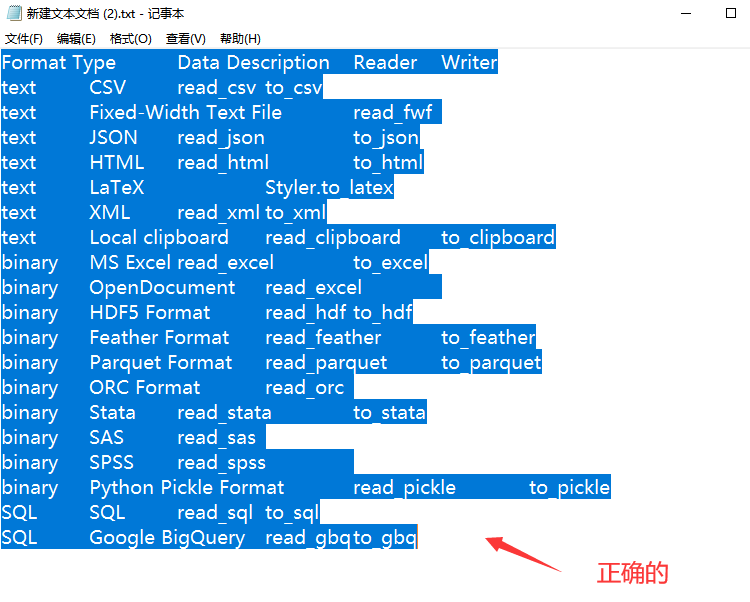 新建文本文档 (2).txt - 记事本
文件(F) 编辑(E) 格式(O) 查看(V) 帮助(H)
Format Type Data Description Reader Writer
text CSV read_csv to_csv
text Fixed-Width Text File read_fwf
text JSON read_json to_json
text HTML read_html to_html
text LaTeX Styler.to_latex
text XML read_xml to_xml
text Local clipboard read_clipboard to_clipboard
binary MS Excel read_excel to_excel
binary OpenDocument read_excel
binary HDF5 Format read_hdf to_hdf
binary Feather Format read_feather to_feather
binary Parquet Format read_parquet to_parquet
binary ORC Format read_orc
binary Stata read_stata to_stata
binary SAS read_sas
binary SPSS read_spss
binary Python Pickle Format read_pickle to_pickle
SQL SQL read_sql to_sql
SQL Google BigQuery read_gbq to_gbq
正确的